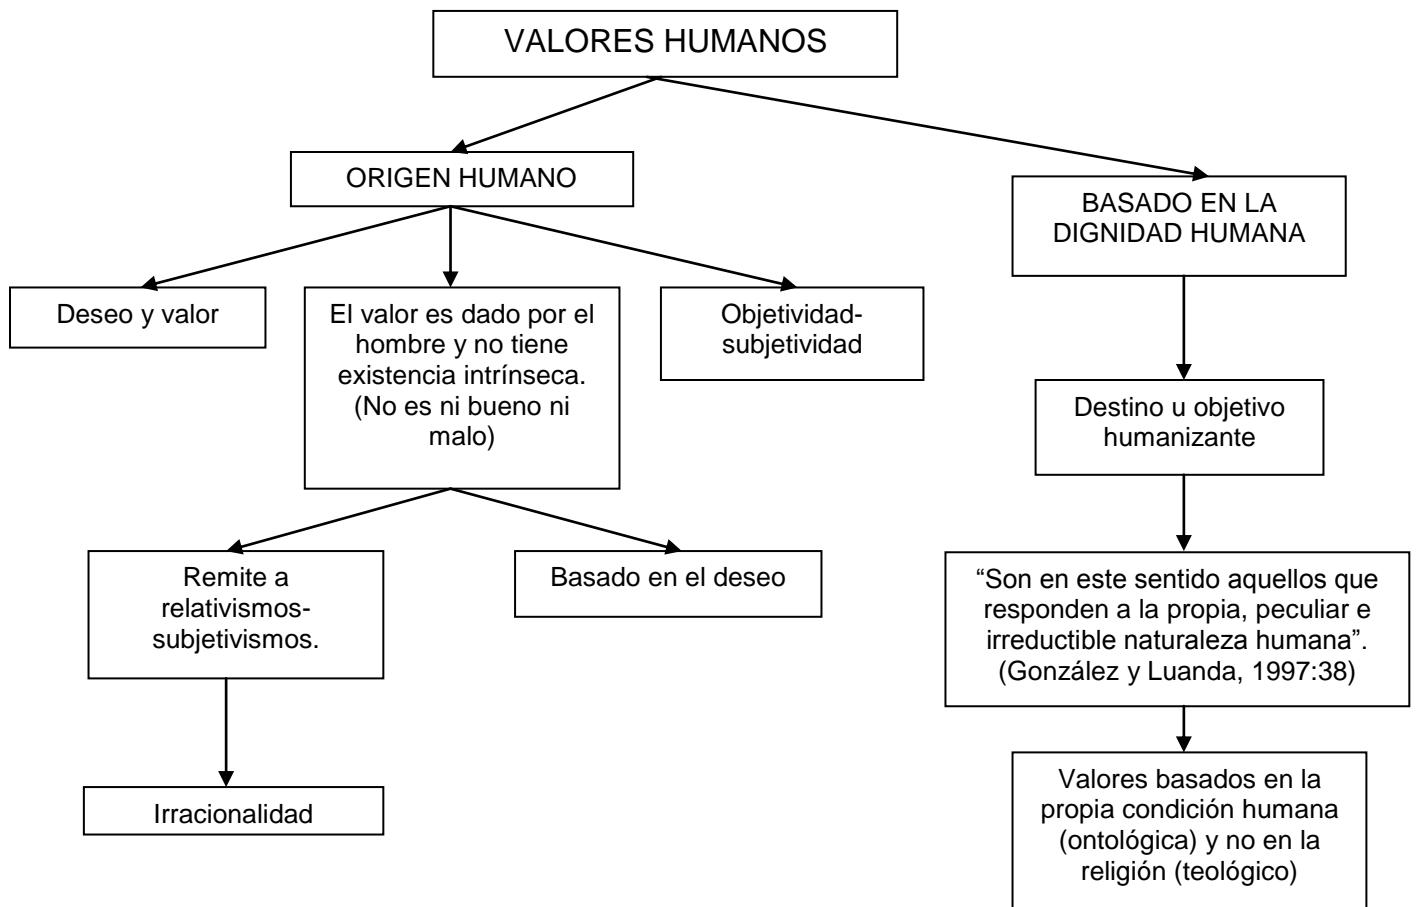 VALORES HUMANOS
ORIGEN HUMANO
BASADO EN LA
DIGNIDAD HUMANA
Deseo y valor
El valor es dado por el
hombre y no tiene
existencia intrínseca.
(No es ni bueno ni
malo)
Objetividad-
subjetividad
Destino u objetivo
humanizante
Remite a
relativismos-
subjetivismos.
Basado en el deseo
“Son en este sentido aquellos que
responden a la propia, peculiar e
irreductible naturaleza humana”.
(González y Luanda, 1997:38)
Irracionalidad
Valores basados en la
propia condición humana
(ontológica) y no en la
religión (teológico)